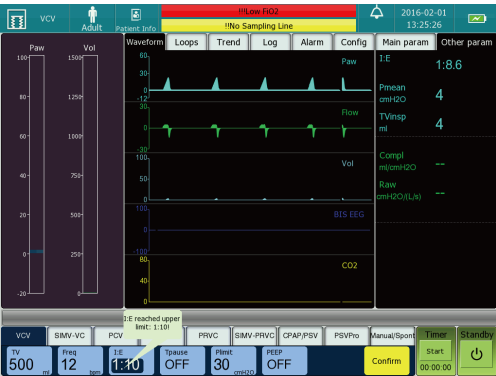 VCV
Adult
Patient Info
!!!Low FiO2
!!No Sampling Line
2016-02-01
13:25:26
Paw
Vol
Waveform
Loops
Trend
Log
Alarm
Config
Main param
Other param
100
80
60
40
20
0
-20
1500
1250
1000
750
500
250
0
60
30
0
-12
Paw
30
0
-30
Flow
100
50
0
Vol
100
0
-100
BIS EEG
80
40
0
CO2
I:E
1:8.6
Pmean
cmH2O
4
TVinsp
ml
4
Compl
ml/cmH2O
--
Raw
cmH2O/(L/s)
--
I:E reached upper
limit: 1:10!
VCV
SIMV-VC
PCV
PRVC
SIMV-PRVC
CPAP/PSV
PSVPro
Manual/Spont
Timer
Standby
TV
500
ml
Freq
12
bpm
I:E
1:10
Tpause
OFF
Plimit
30
cmH2O
PEEP
OFF
Confirm
Start
00:00:00